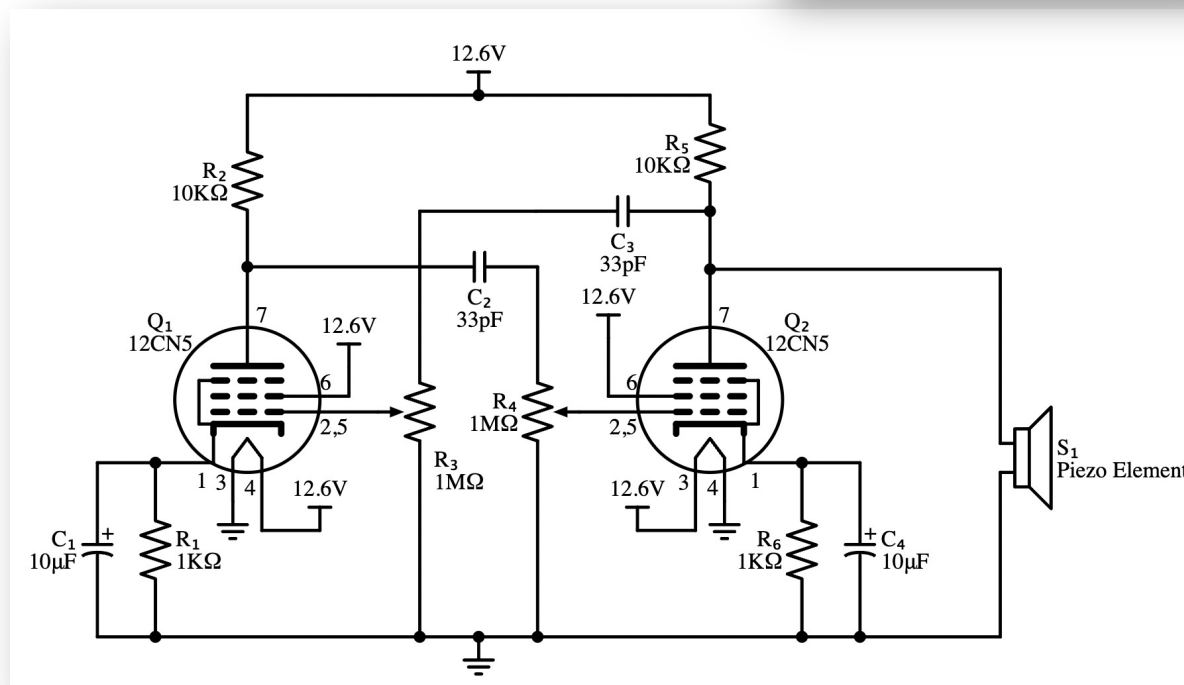 12.6V
R₂
10KΩ
R₅
10KΩ
C₃
33pF
C₂
33pF
12.6V
Q₁
12CN5
7
12.6V
6
2,5
7
Q₂
12CN5
6
2,5
R₄
1MΩ
R₃
1MΩ
1 3 4
12.6V
12.6V
3 4 1
S₁
Piezo Element
C₁
10µF
+
R₁
1KΩ
R₆
1KΩ
+
C₄
10µF